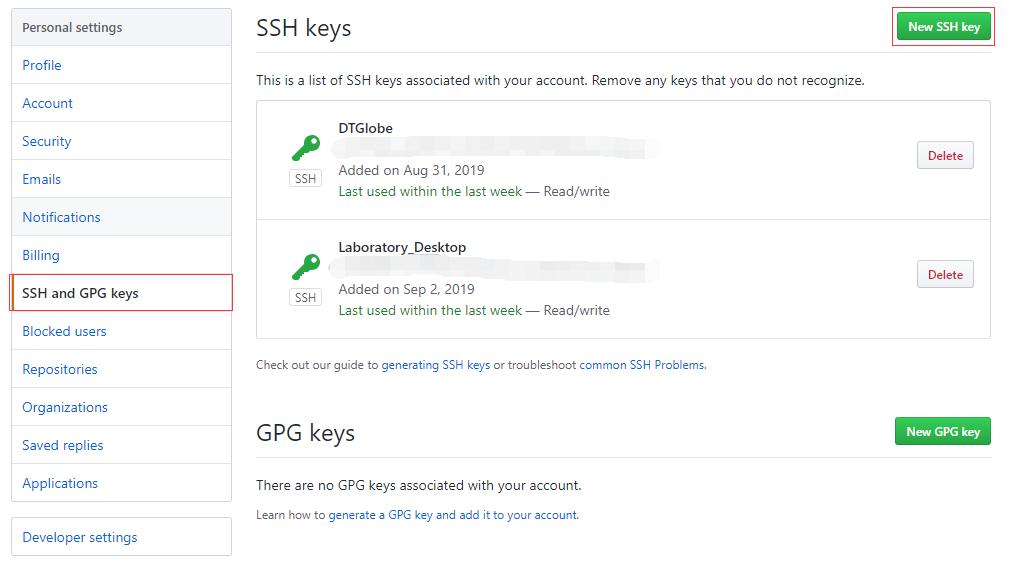 Personal settings
Profile
Account
Security
Emails
Notifications
Billing
SSH and GPG keys
Blocked users
Repositories
Organizations
Saved replies
Applications
Developer settings
SSH keys
New SSH key
This is a list of SSH keys associated with your account. Remove any keys that you do not recognize.
DTGlobe
SSH
Added on Aug 31, 2019
Last used within the last week — Read/write
Delete
Laboratory_Desktop
SSH
Added on Sep 2, 2019
Last used within the last week — Read/write
Delete
Check out our guide to generating SSH keys or troubleshoot common SSH Problems.
GPG keys
New GPG key
There are no GPG keys associated with your account.
Learn how to generate a GPG key and add it to your account.